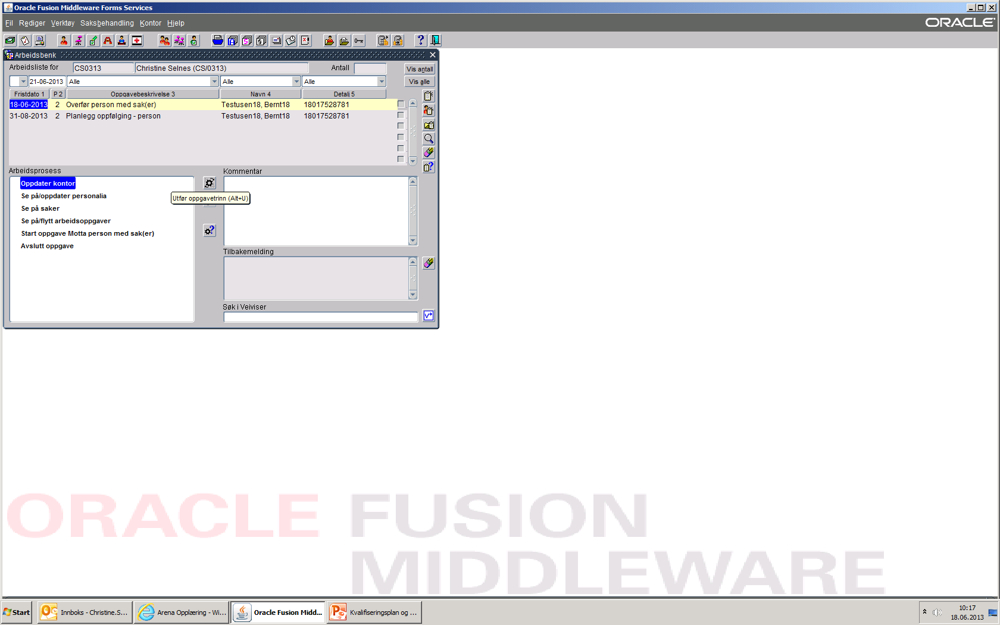 Oracle Fusion Middleware Forms Services
Fil Rediger Verktøy Saksbehandling Kontor Hjelp
ORACLE
Arbeidsbenk
Arbeidsliste for CS0313 Christine Selnes (CS/0313) Antall Vis antall
21-06-2013 Alle Alle Alle Vis alle
Fristdato 1 P 2 Oppgavebeskrivelse 3 Navn 4 Detalj 5
18-06-2013 2 Overfør person med sak(er) Testusen18, Bernt18 18017528781
31-08-2013 2 Planlegg oppfølging - person Testusen18, Bernt18 18017528781
Arbeidsprosess
Kommentar
Oppdater kontor
Se på/oppdater personalia
Utfør oppgavetrinn (Alt+U)
Se på saker
Se på/flytt arbeidsoppgaver
Start oppgave Motta person med sak(er)
Avslutt oppgave
Tilbakemelding
Søk i Veiviser
ORACLE FUSION
MIDDLEWARE
Start Innboks - Christine.S... Arena Opplæring - Wi... Oracle Fusion Midd... Kvalifiseringsplan og ...
10:17
18.06.2013